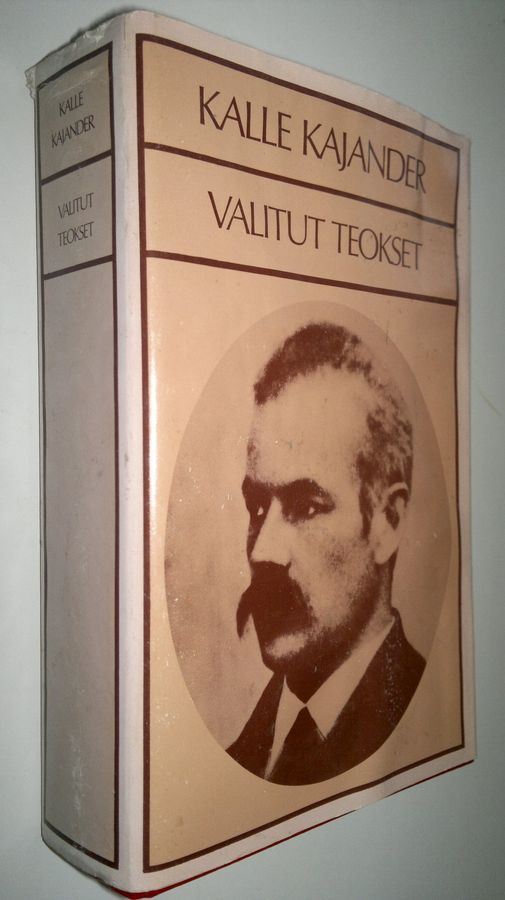 KALLE
KAJANDER
VALITUT
TEOKSET
KALLE KAJANDER
VALITUT TEOKSET